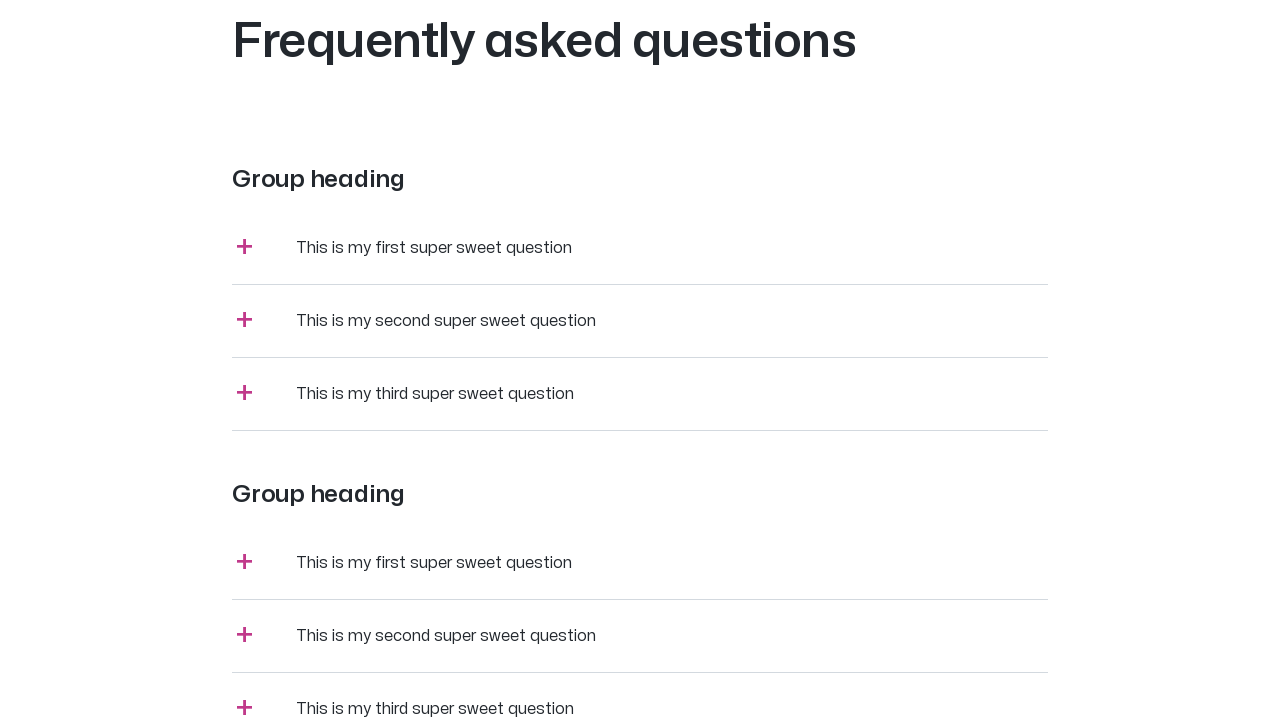 Frequently asked questions
Group heading
This is my first super sweet question
This is my second super sweet question
This is my third super sweet question
Group heading
This is my first super sweet question
This is my second super sweet question
This is my third super sweet question